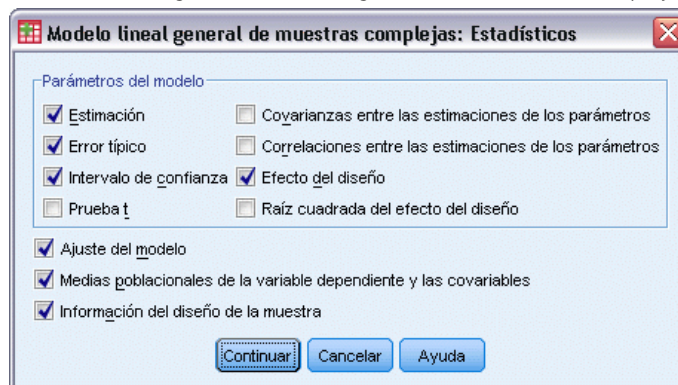 Modelo lineal general de muestras complejas: Estadísticos
Parámetros del modelo
Estimación
Covarianzas entre las estimaciones de los parámetros
Error típico
Correlaciones entre las estimaciones de los parámetros
Intervalo de confianza
Efecto del diseño
Prueba t
Raíz cuadrada del efecto del diseño
Ajuste del modelo
Medias poblacionales de la variable dependiente y las covariables
Información del diseño de la muestra
Continuar
Cancelar
Ayuda